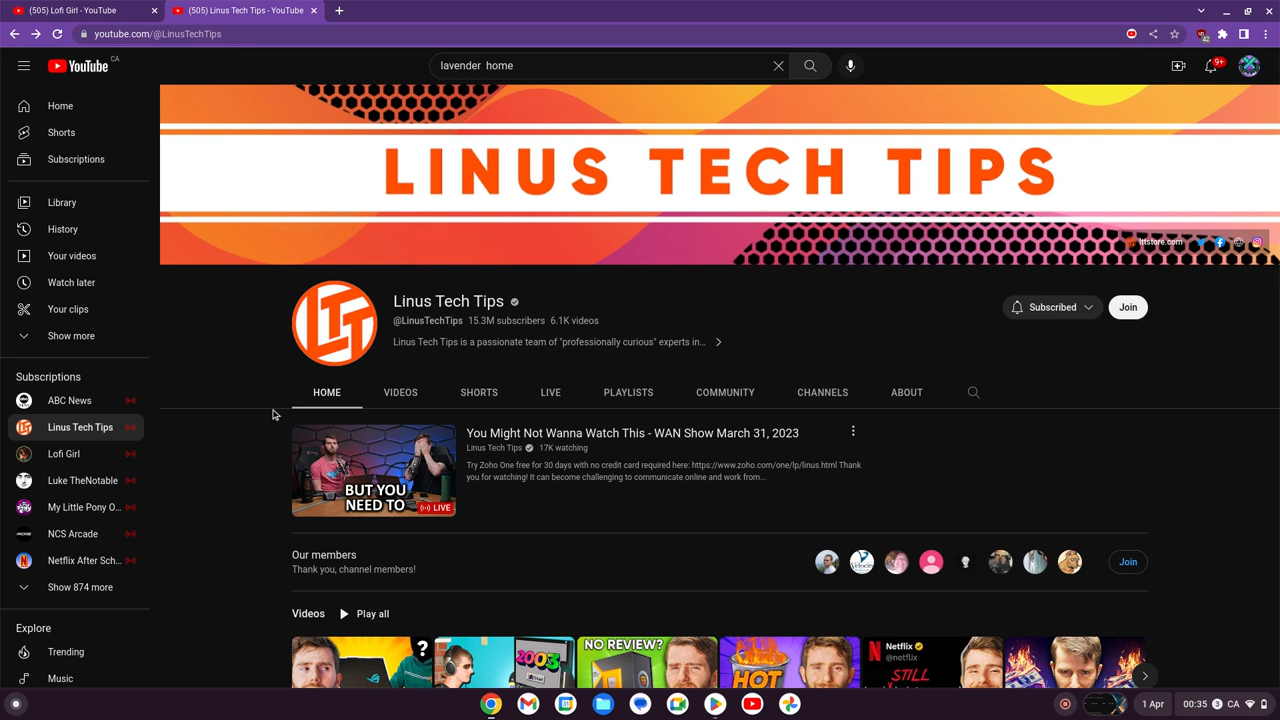 (505) Lofi Girl - YouTube
(505) Linus Tech Tips - YouTube
youtube.com/@LinusTechTips
YouTube CA
lavender  home
9+
Home
Shorts
Subscriptions
Library
History
Your videos
Watch later
Your clips
Show more
Subscriptions
ABC News
Linus Tech Tips
Lofi Girl
Luke TheNotable
My Little Pony O...
NCS Arcade
Netflix After Sch...
Show 874 more
Explore
Trending
Music
LINUS TECH TIPS
lttstore.com
LTT
Linus Tech Tips
@LinusTechTips 15.3M subscribers 6.1K videos
Linus Tech Tips is a passionate team of "professionally curious" experts in...
Subscribed
Join
HOME
VIDEOS
SHORTS
LIVE
PLAYLISTS
COMMUNITY
CHANNELS
ABOUT
BUT YOU
NEED TO
LIVE
You Might Not Wanna Watch This - WAN Show March 31, 2023
Linus Tech Tips 17K watching
Try Zoho One free for 30 days with no credit card required here: https://www.zoho.com/one/lp/linus.html Thank
you for watching! It can become challenging to communicate online and work from...
Our members
Thank you, channel members!
Join
Videos
Play all
?
2003
NO REVIEW?
HOT
Netflix
@netflix
STILL
1 Apr
00:35
3
CA